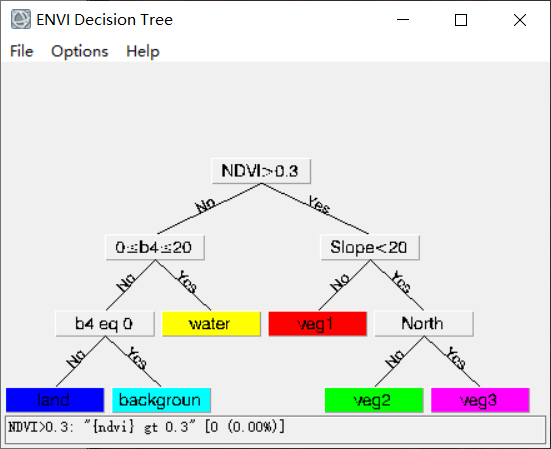 ENVI Decision Tree
File Options Help
NDVI>0.3
No Yes
0≤b4≤20 Slope<20
No Yes No Yes
b4 eq 0 water veg1 North
No Yes No Yes
land backgroun veg2 veg3
NDVI>0.3: "{ndvi} gt 0.3" [0 (0.00%)]